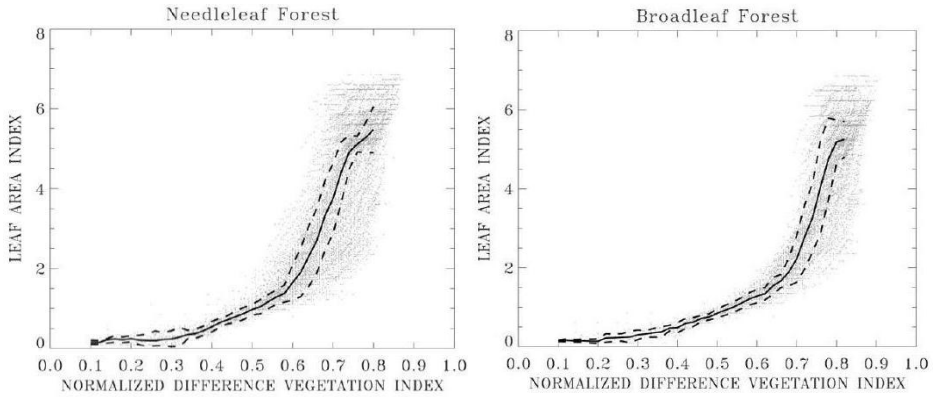 Needleleaf Forest
8
6
4
2
0
LEAF AREA INDEX
0.0 0.1 0.2 0.3 0.4 0.5 0.6 0.7 0.8 0.9 1.0
NORMALIZED DIFFERENCE VEGETATION INDEX
Broadleaf Forest
8
6
4
2
0
LEAF AREA INDEX
0.0 0.1 0.2 0.3 0.4 0.5 0.6 0.7 0.8 0.9 1.0
NORMALIZED DIFFERENCE VEGETATION INDEX